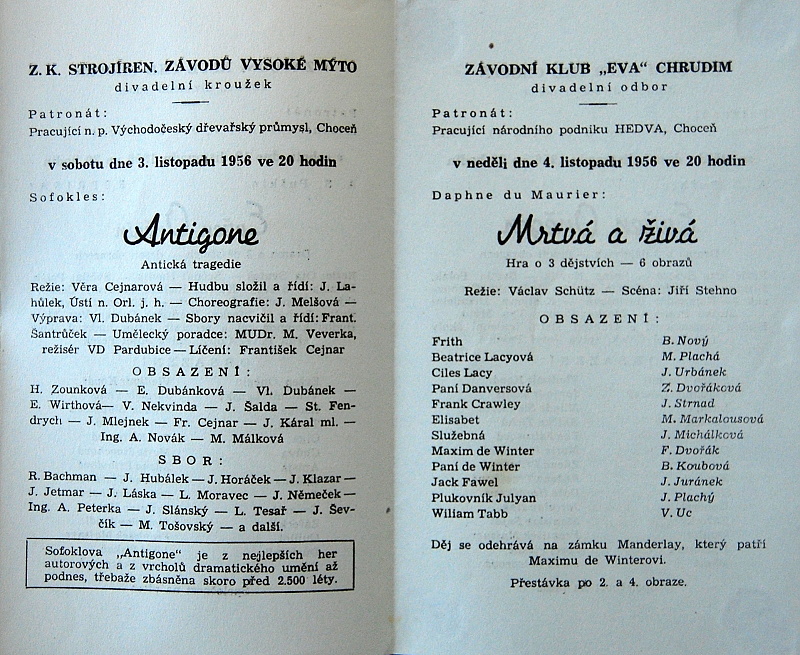 Z. K. STROJÍREN. ZÁVODŮ VYSOKÉ MÝTO
divadelní kroužek
Patronát:
Pracující n. p. Východočeský dřevařský průmysl, Choceň
v sobotu dne 3. listopadu 1956 ve 20 hodin
Sofokles:
Antigone
Antická tragedie
Režie: Věra Cejnarová — Hudbu složil a řídí: J. La-
hůlek, Ústí n. Orl. j. h. — Choreografie: J. Melšová —
Výprava: Vl. Dubánek — Sbory nacvičil a řídí: Frant.
Šantrůček — Umělecký poradce: MUDr. M. Veverka,
režisér VD Pardubice — Líčení: František Cejnar
OBSAZENÍ:
H. Zounková — E. Dubánková — Vl. Dubánek —
E. Wirthová— V. Nekvinda — J. Šalda — St. Fen-
drych — J. Mlejnek — Fr. Cejnar — J. Káral ml. —
Ing. A. Novák — M. Málková
SBOR:
R. Bachman — J. Hubálek — J. Horáček — J. Klazar —
J. Jetmar — J. Láska — L. Moravec — J. Němeček —
Ing. A. Peterka — J. Slánský — L. Tesař — J. Šev-
čík — M. Tošovský — a další.
Sofoklova „Antigone" je z nejlepších her
autorových a z vrcholů dramatického umění až
podnes, třebaže zbásněna skoro před 2.500 léty.
ZÁVODNÍ KLUB „EVA" CHRUDIM
divadelní odbor
Patronát:
Pracující národního podniku HEDVA, Choceň
v neděli dne 4. listopadu 1956 ve 20 hodin
Daphne du Maurier:
Mrtvá a živá
Hra o 3 dějstvích — 6 obrazů
Režie: Václav Schütz — Scéna: Jiří Stehno
OBSAZENÍ:
Frith B. Nový
Beatrice Lacyová M. Plachá
Ciles Lacy J. Urbánek
Paní Danversová Z. Dvořáková
Frank Crawley J. Strnad
Elisabet M. Markalousová
Služebná J. Michálková
Maxim de Winter F. Dvořák
Paní de Winter B. Koubová
Jack Fawel J. Juránek
Plukovník Julyan J. Plachý
Wiliam Tabb V. Uc
Děj se odehrává na zámku Manderlay, který patří
Maximu de Winterovi.
Přestávka po 2. a 4. obraze.